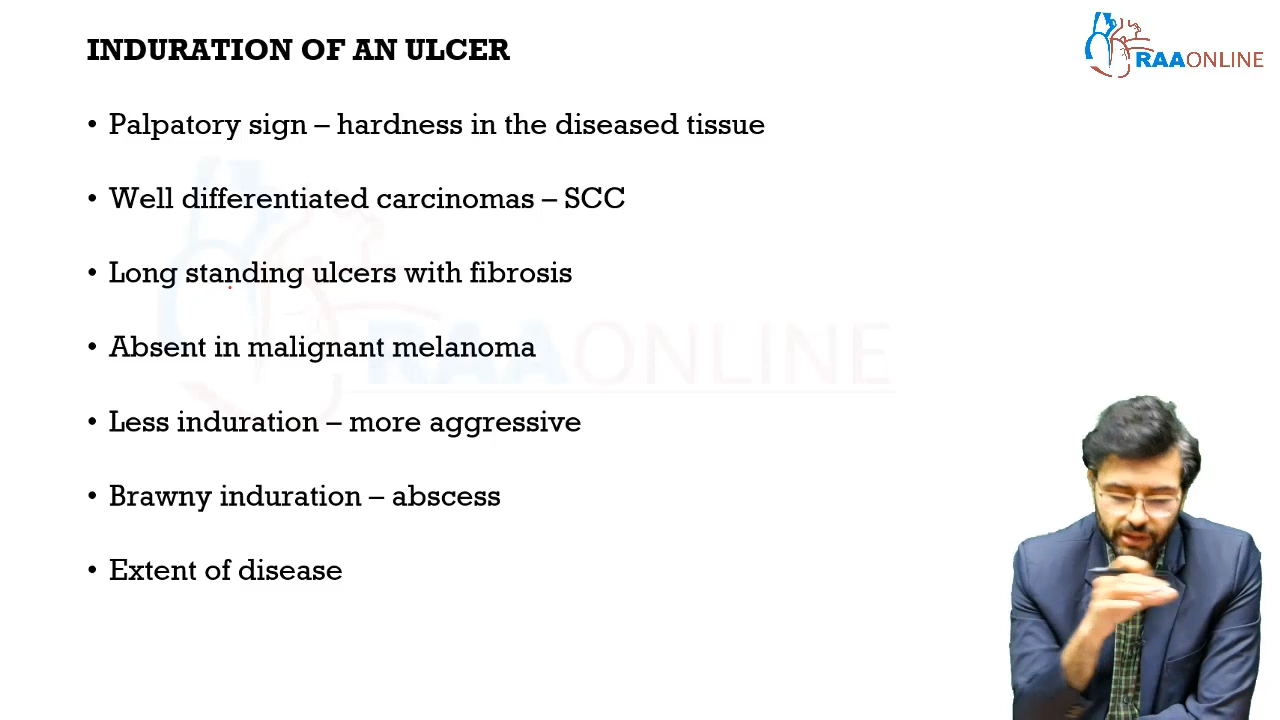 INDURATION OF AN ULCER
RAAONLINE
• Palpatory sign – hardness in the diseased tissue
• Well differentiated carcinomas – SCC
• Long standing ulcers with fibrosis
RAAONLINE
• Absent in malignant melanoma
• Less induration – more aggressive
• Brawny induration – abscess
• Extent of disease